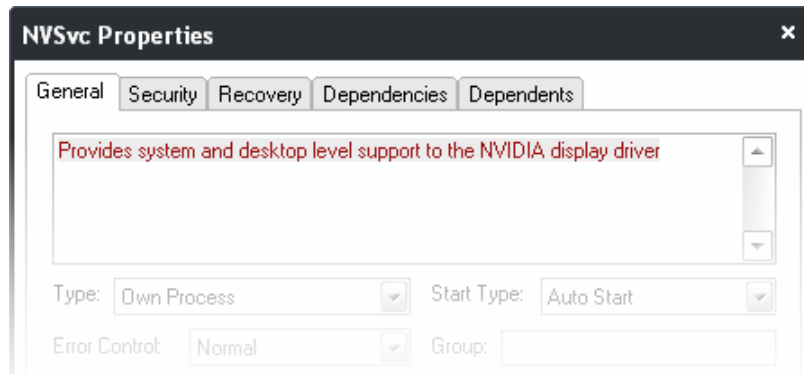 NVSvc Properties
General Security Recovery Dependencies Dependents
Provides system and desktop level support to the NVIDIA display driver
Type: Own Process Start Type: Auto Start
Error Control: Normal Group: